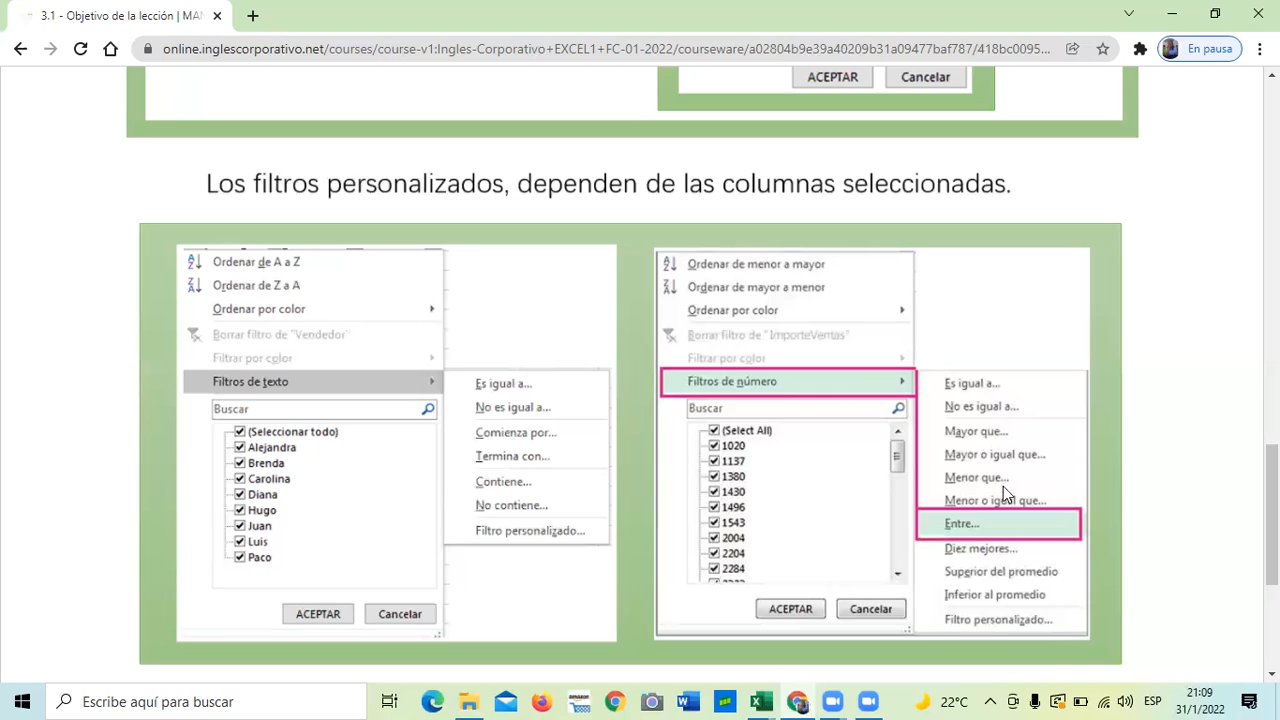 3.1 - Objetivo de la lección | MAN
online.inglescorporativo.net/courses/course-v1:Ingles-Corporativo+EXCEL1+FC-01-2022/courseware/02804b9e39a40209b31a09477baf787/418bc0095...
En pausa
ACEPTAR Cancelar
Los filtros personalizados, dependen de las columnas seleccionadas.
Ordenar de A a Z
Ordenar de Z a A
Ordenar por color
Borrar filtro de "Vendedor"
Filtrar por color
Filtros de texto
Buscar
(Seleccionar todo)
Alejandra
Brenda
Carolina
Diana
Hugo
Juan
Luis
Paco
ACEPTAR Cancelar
Es igual a...
No es igual a...
Comienza por...
Termina con...
Contiene...
No contiene...
Filtro personalizado...
Ordenar de menor a mayor
Ordenar de mayor a menor
Ordenar por color
Borrar filtro de "ImporteVentas"
Filtrar por color
Filtros de número
Buscar
(Select All)
1020
1137
1380
1430
1496
1543
2004
2204
2284
ACEPTAR Cancelar
Es igual a...
No es igual a...
Mayor que...
Mayor o igual que...
Menor que...
Menor o igual que...
Entre...
Diez mejores...
Superior del promedio
Inferior al promedio
Filtro personalizado...
Escribe aquí para buscar
22°C
ESP
21:09
31/1/2022